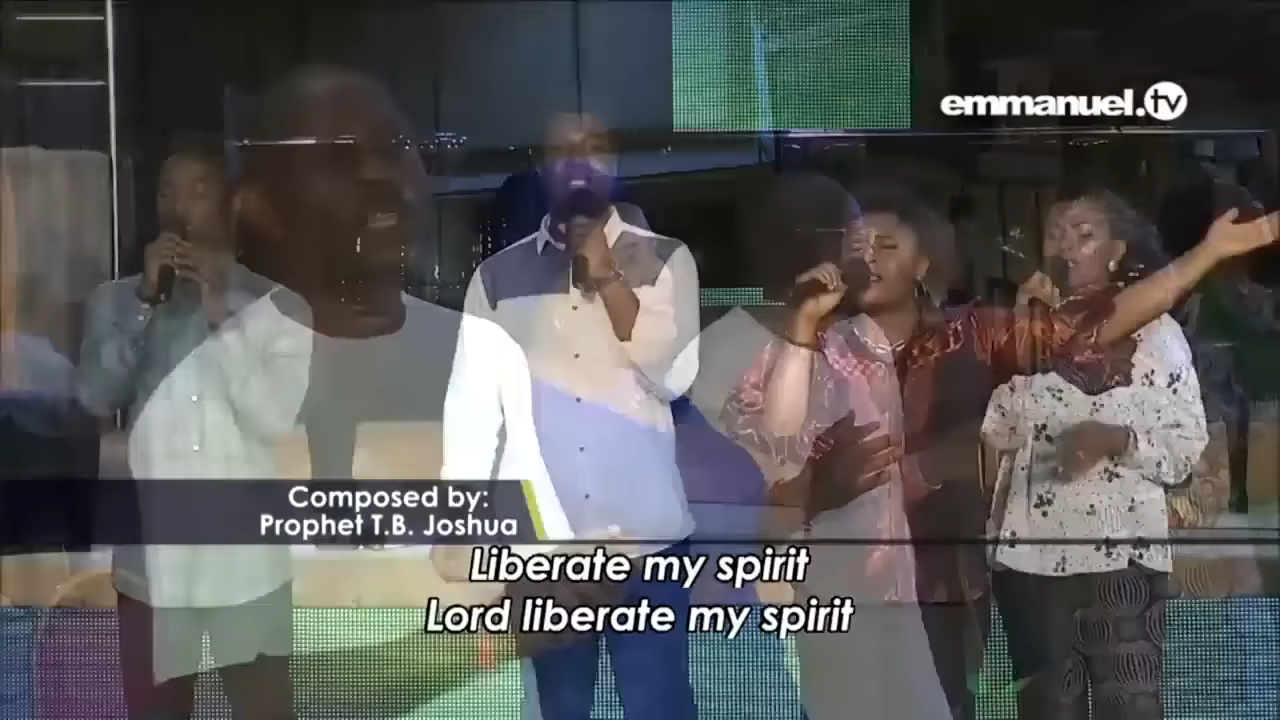 emmanuel.tv
Composed by:
Prophet T.B. Joshua
Liberate my spirit
Lord liberate my spirit